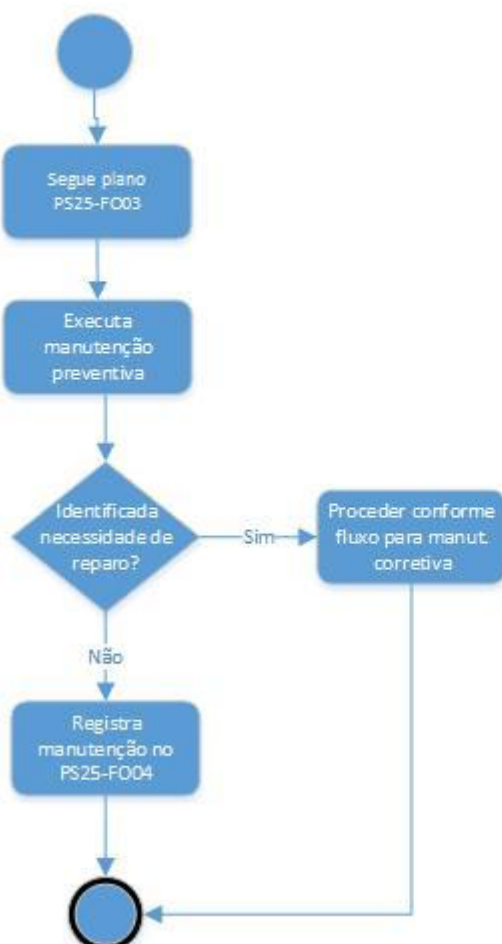 Segue plano
PS25-FO03
Executa
manutenção
preventiva
Identificada
necessidade de
reparo?
Sim
Proceder conforme
fluxo para manut.
corretiva
Não
Registra
manutenção no
PS25-FO04